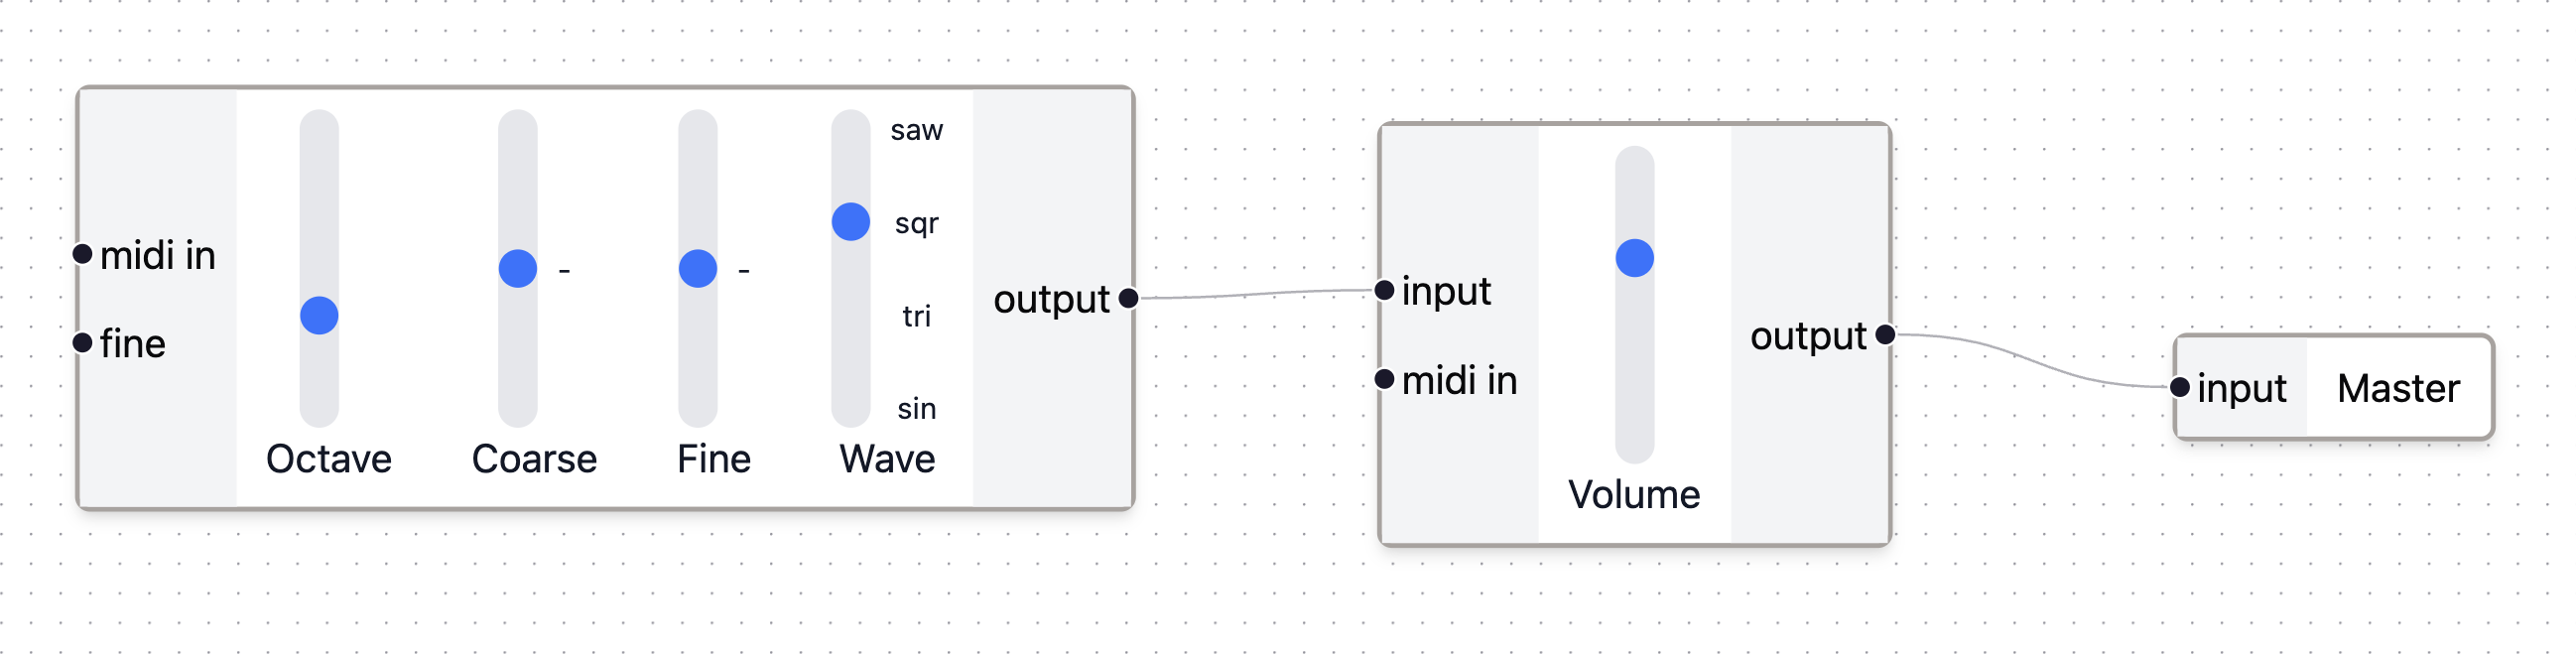 midi in
fine
Octave
-
Coarse
-
Fine
saw
sqr
tri
sin
Wave
output
input
midi in
Volume
output
input
Master